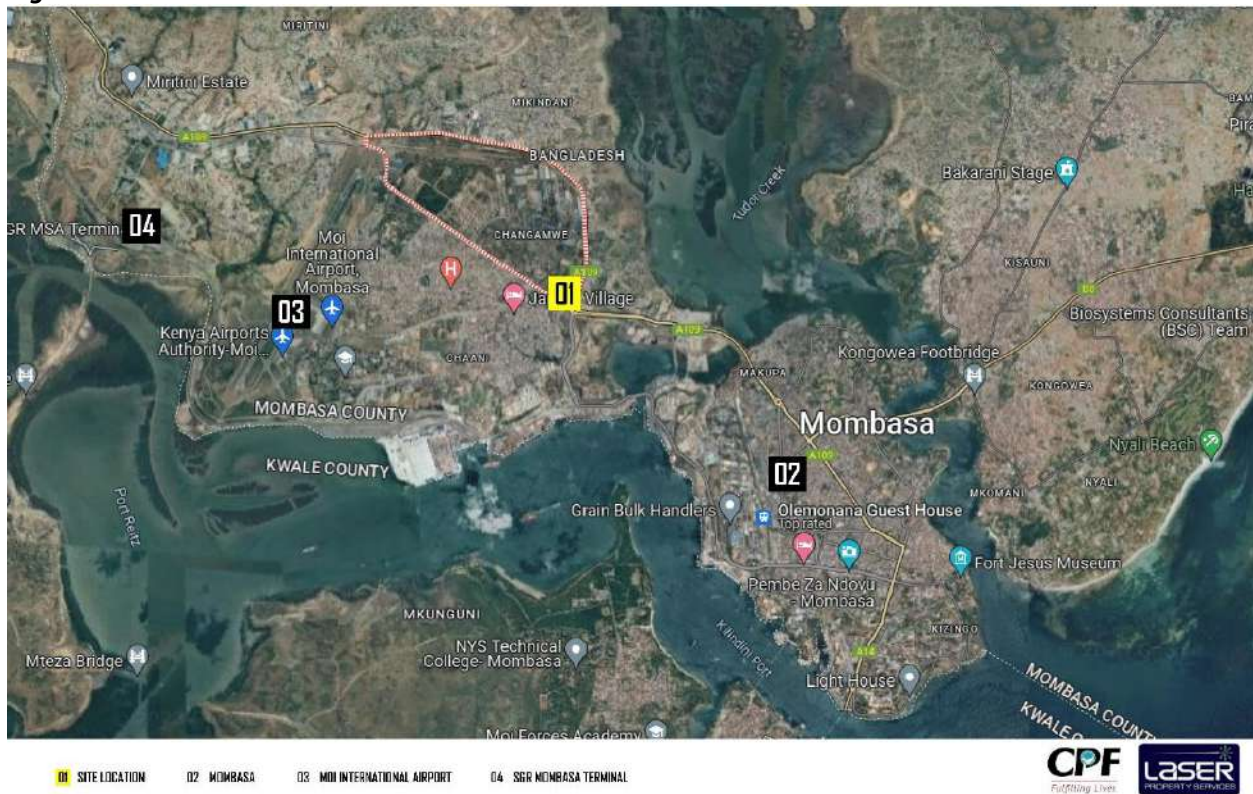 MIRITINI
Miritini Estate
MIKINDANI
A109
BANGLADESH
Bakarani Stage
Tudor Creek
04
Moi
International
Airport,
Mombasa
CHANGAMWE
KISAUNI
A109
B8
03
01
Village
Kenya Airports
Authority-Moi...
A109
Biosystems Consultants
(BSC) Team
Kongowea Footbridge
CHAANI
MAKUPA
KONGOWEA
MOMBASA COUNTY
Mombasa
KWALE COUNTY
A109
Nyali Beach
02
NYALI
MKOMANI
Port Reitz
Grain Bulk Handlers
Olemonana Guest House
Top rated
Fort Jesus Museum
Pembe Za Ndovu
- Mombasa
MKUNGUNI
KIZINGO
NYS Technical
College- Mombasa
Kilindini Port
A14
Mteza Bridge
Light House
MOMBASA COUNTY
KWALE
Moi Forces Academy
01 SITE LOCATION
02 MOMBASA
03 MOI INTERNATIONAL AIRPORT
04 SGR MOMBASA TERMINAL
CPF
Fulfilling Lives
LASER
PROPERTY SERVICES